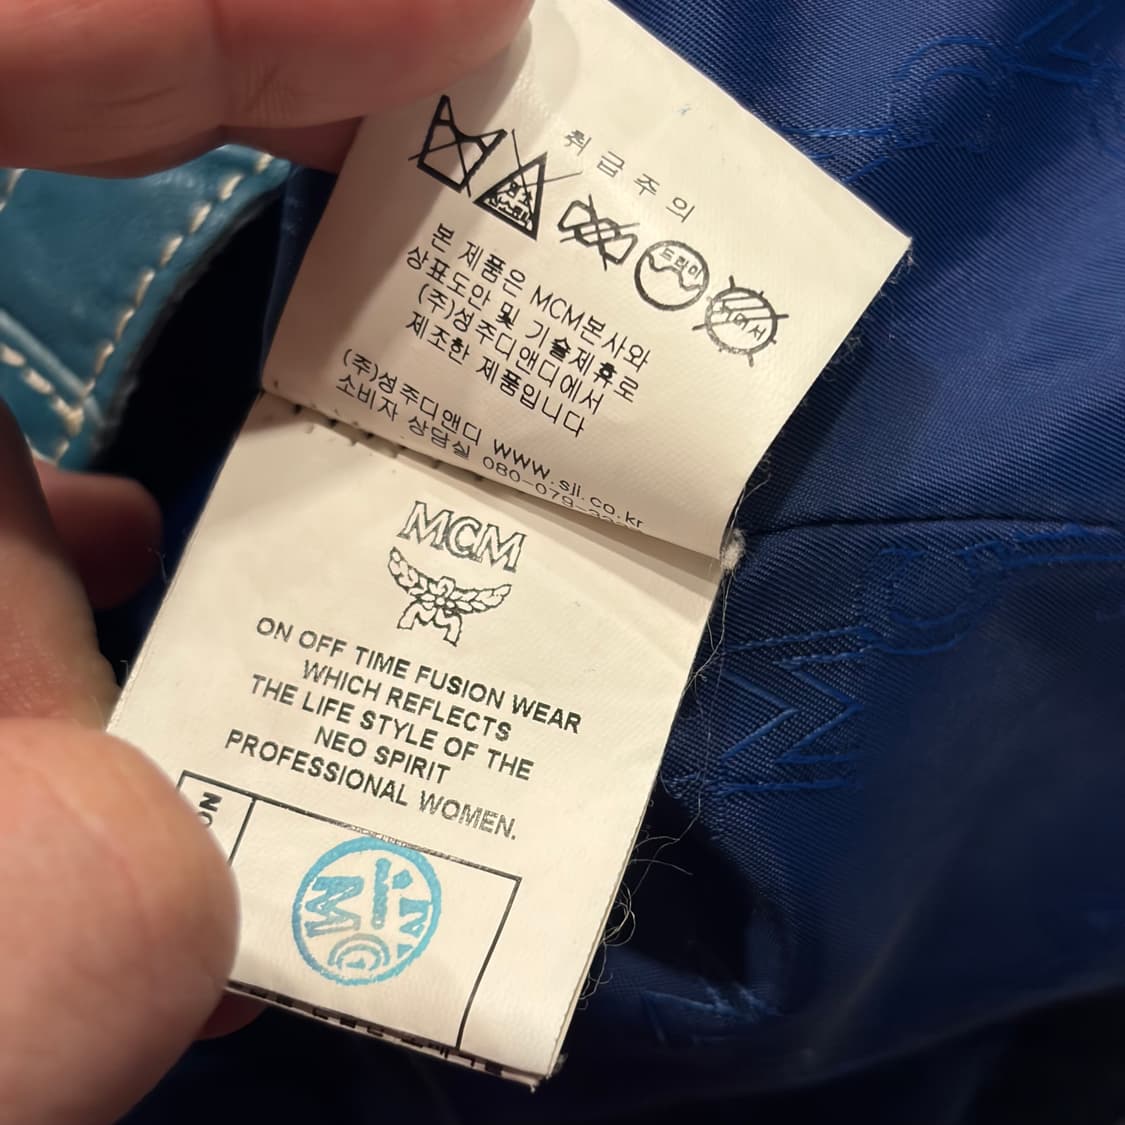 취급주의
드라이
본 제품은 MCM본사와
상표도안 및 기술제휴로
(주)성주디앤디에서
제조한 제품입니다
(주)성주디앤디 www.sji.co.kr
소비자 상담실 080-079-
MCM
ON OFF TIME FUSION WEAR
WHICH REFLECTS
THE LIFE STYLE OF THE
NEO SPIRIT
PROFESSIONAL WOMEN.